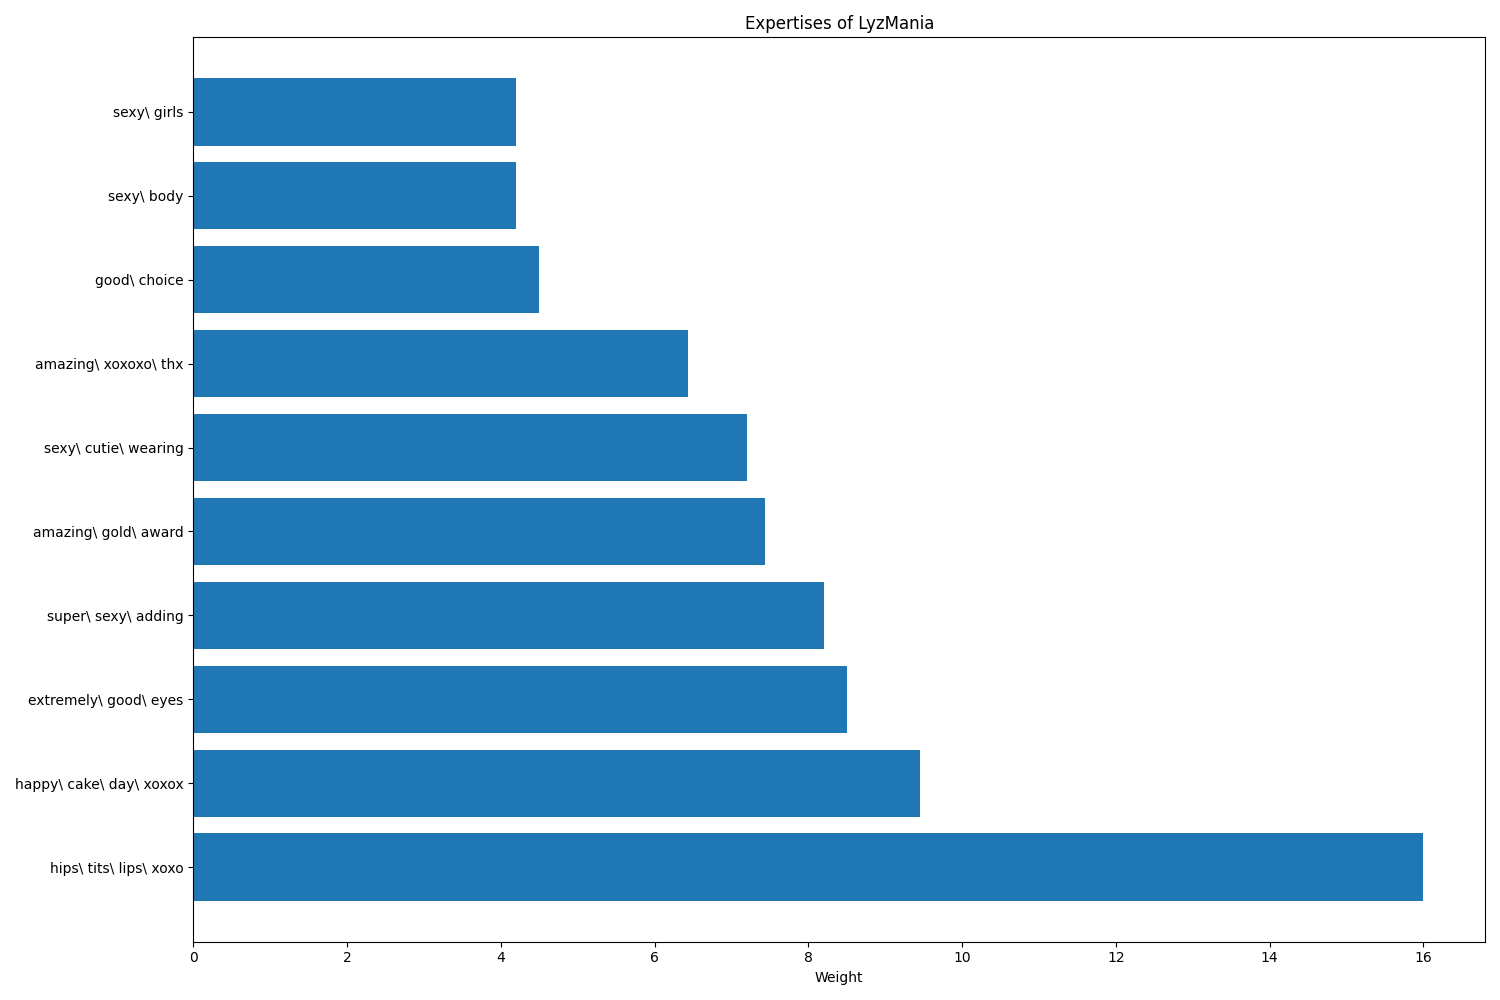 Expertises of LyzMania
sexy\ girls
sexy\ body
good\ choice
amazing\ xoxoxo\ thx
sexy\ cutie\ wearing
amazing\ gold\ award
super\ sexy\ adding
extremely\ good\ eyes
happy\ cake\ day\ xoxox
hips\ tits\ lips\ xoxo
0 2 4 6 8 10 12 14 16
Weight